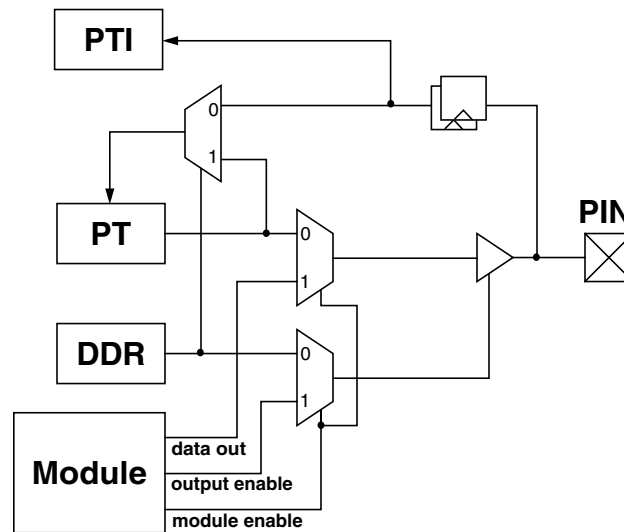 PTI
0
1
PIN
PT
0
1
DDR
0
1
data out
Module
output enable
module enable